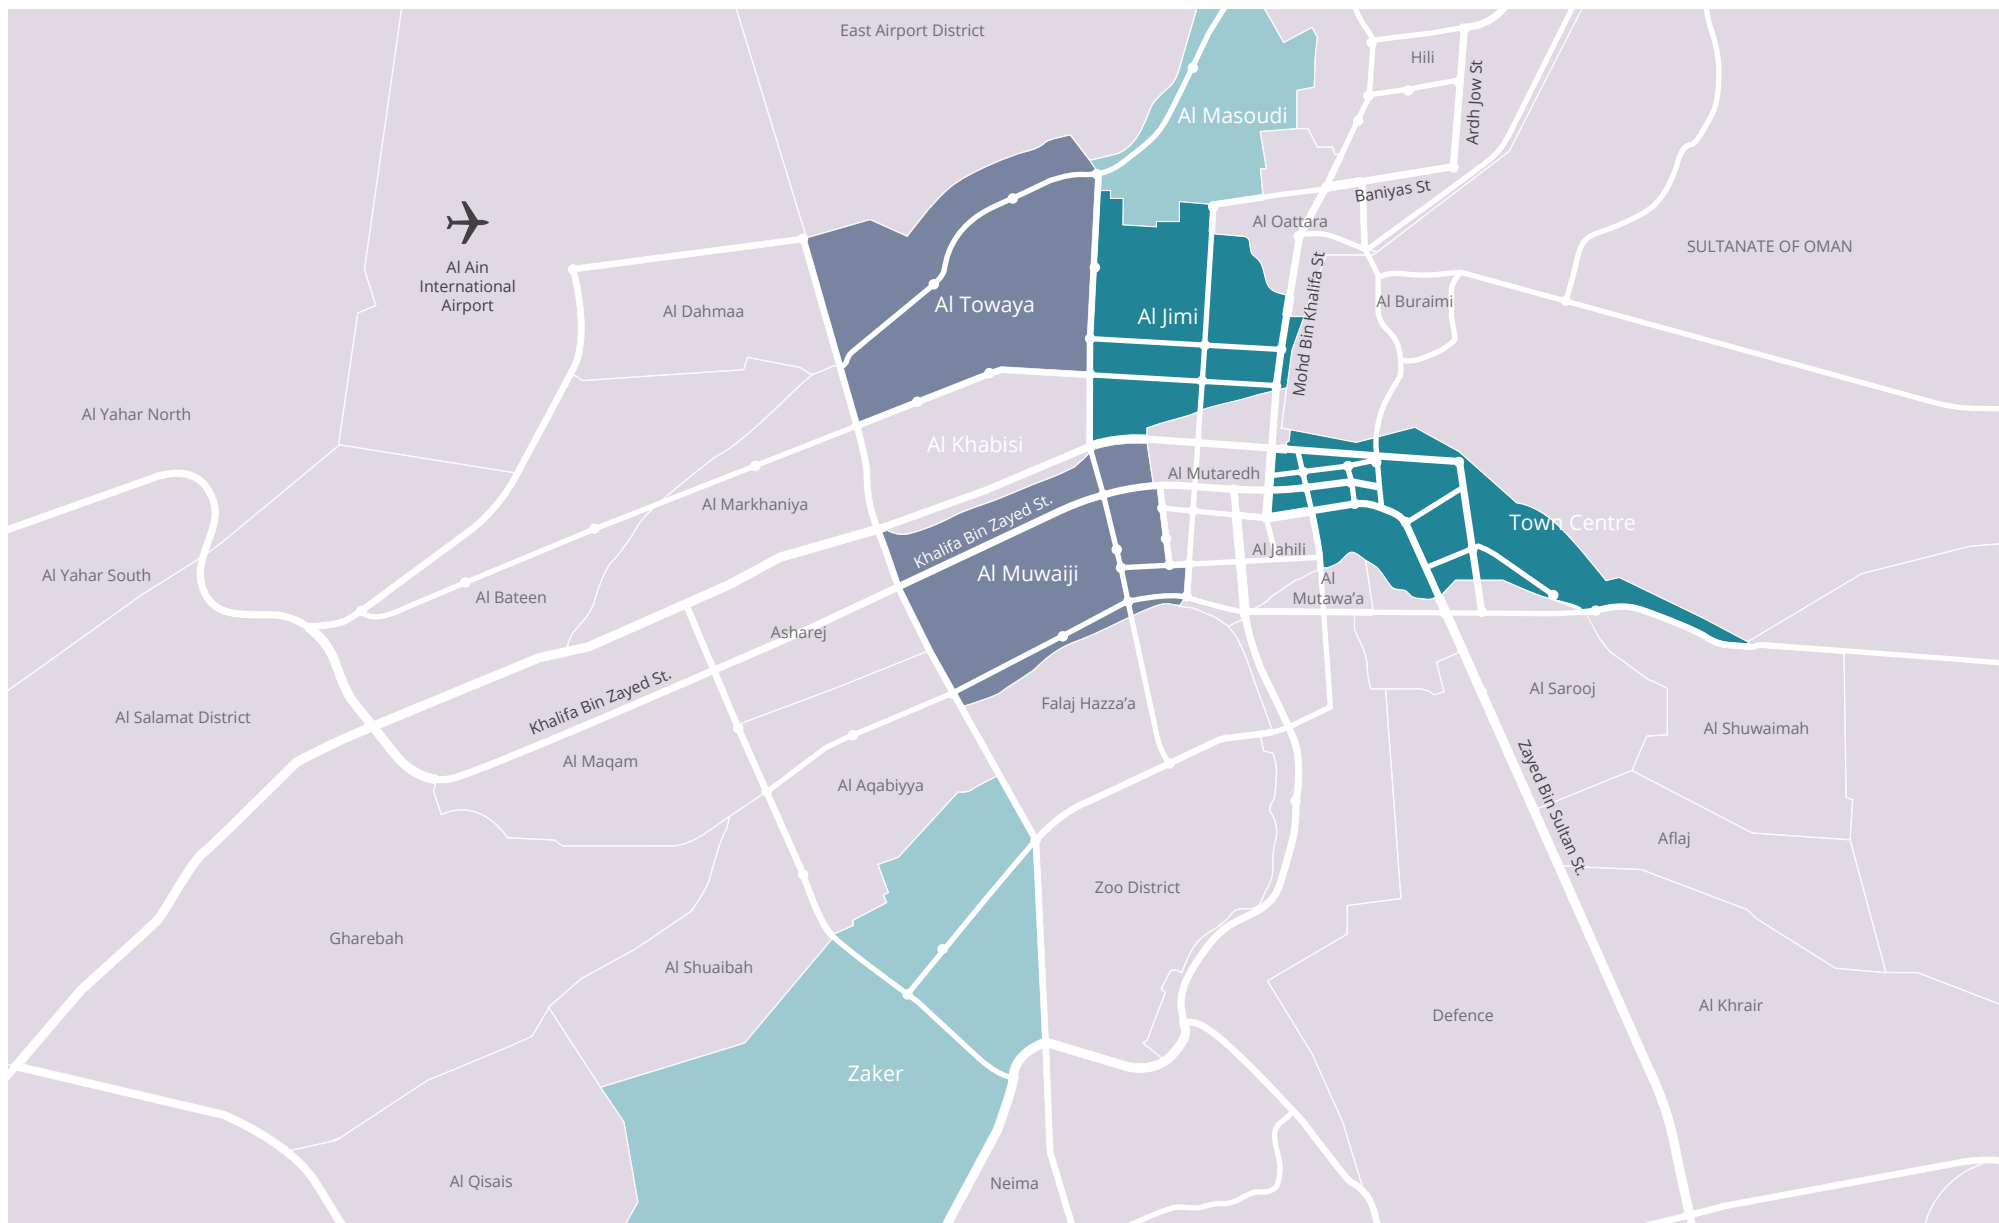 East Airport District
Hili
Ardh Jow St
Al Masoudi
Baniyas St
Al Oattara
SULTANATE OF OMAN
Al Ain
International
Airport
Al Dahmaa
Al Towaya
Al Jimi
Mohd Bin Khalifa St
Al Buraimi
Al Yahar North
Al Khabisi
Al Mutaredh
Al Markhaniya
Khalifa Bin Zayed St.
Town Centre
Al Jahili
Al Yahar South
Al Bateen
Al Muwaiji
Al
Mutawa’a
Asharej
Khalifa Bin Zayed St.
Falaj Hazza’a
Al Sarooj
Al Salamat District
Al Shuwaimah
Al Maqam
Al Aqabiyya
Zayed Bin Sultan St.
Aflaj
Zoo District
Gharebah
Al Shuaibah
Al Khrair
Defence
Zaker
Al Qisais
Neima